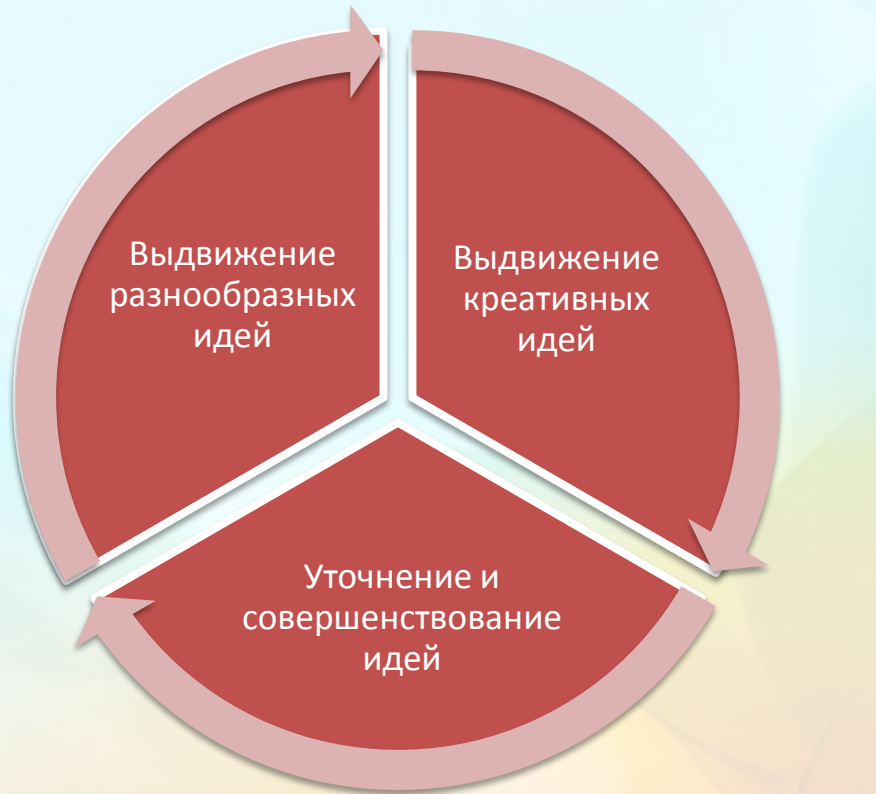 Выдвижение
разнообразных
идей
Выдвижение
креативных
идей
Уточнение и
совершенствование
идей